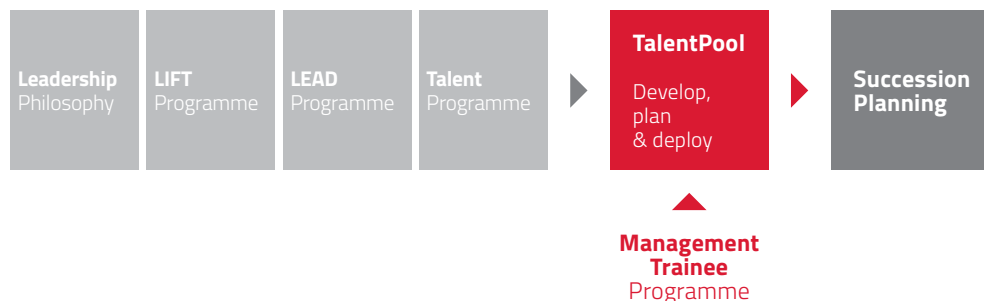 Leadership
Philosophy
LIFT
Programme
LEAD
Programme
Talent
Programme
TalentPool
Develop,
plan
& deploy
Succession
Planning
Management
Trainee
Programme